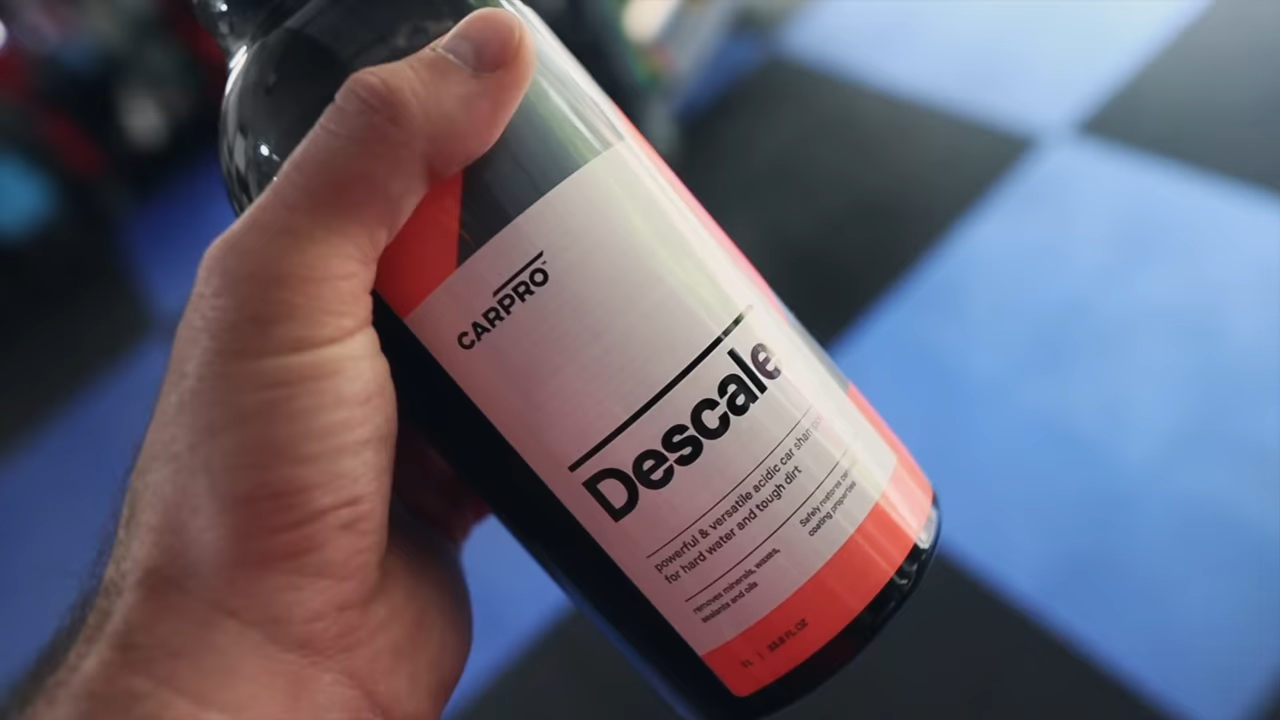 CARPRO™
Descale
powerful & versatile acidic car shampoo
for hard water and tough dirt
removes minerals, waxes,
sealants and oils
Safely restores
coating properties
1L | 33.8 FL OZ